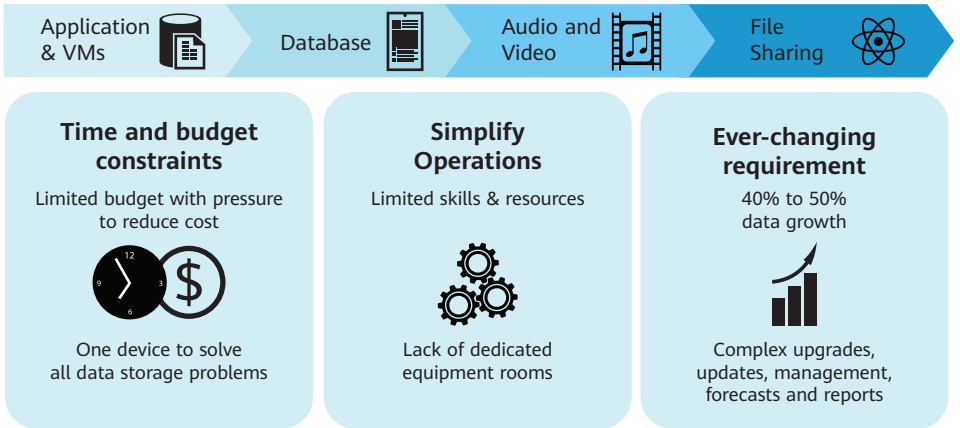 Application
& VMs
Database
Audio and
Video
File
Sharing
Time and budget
constraints
Limited budget with pressure
to reduce cost
12
9
3
6
$
One device to solve
all data storage problems
Simplify
Operations
Limited skills & resources
Lack of dedicated
equipment rooms
Ever-changing
requirement
40% to 50%
data growth
Complex upgrades,
updates, management,
forecasts and reports